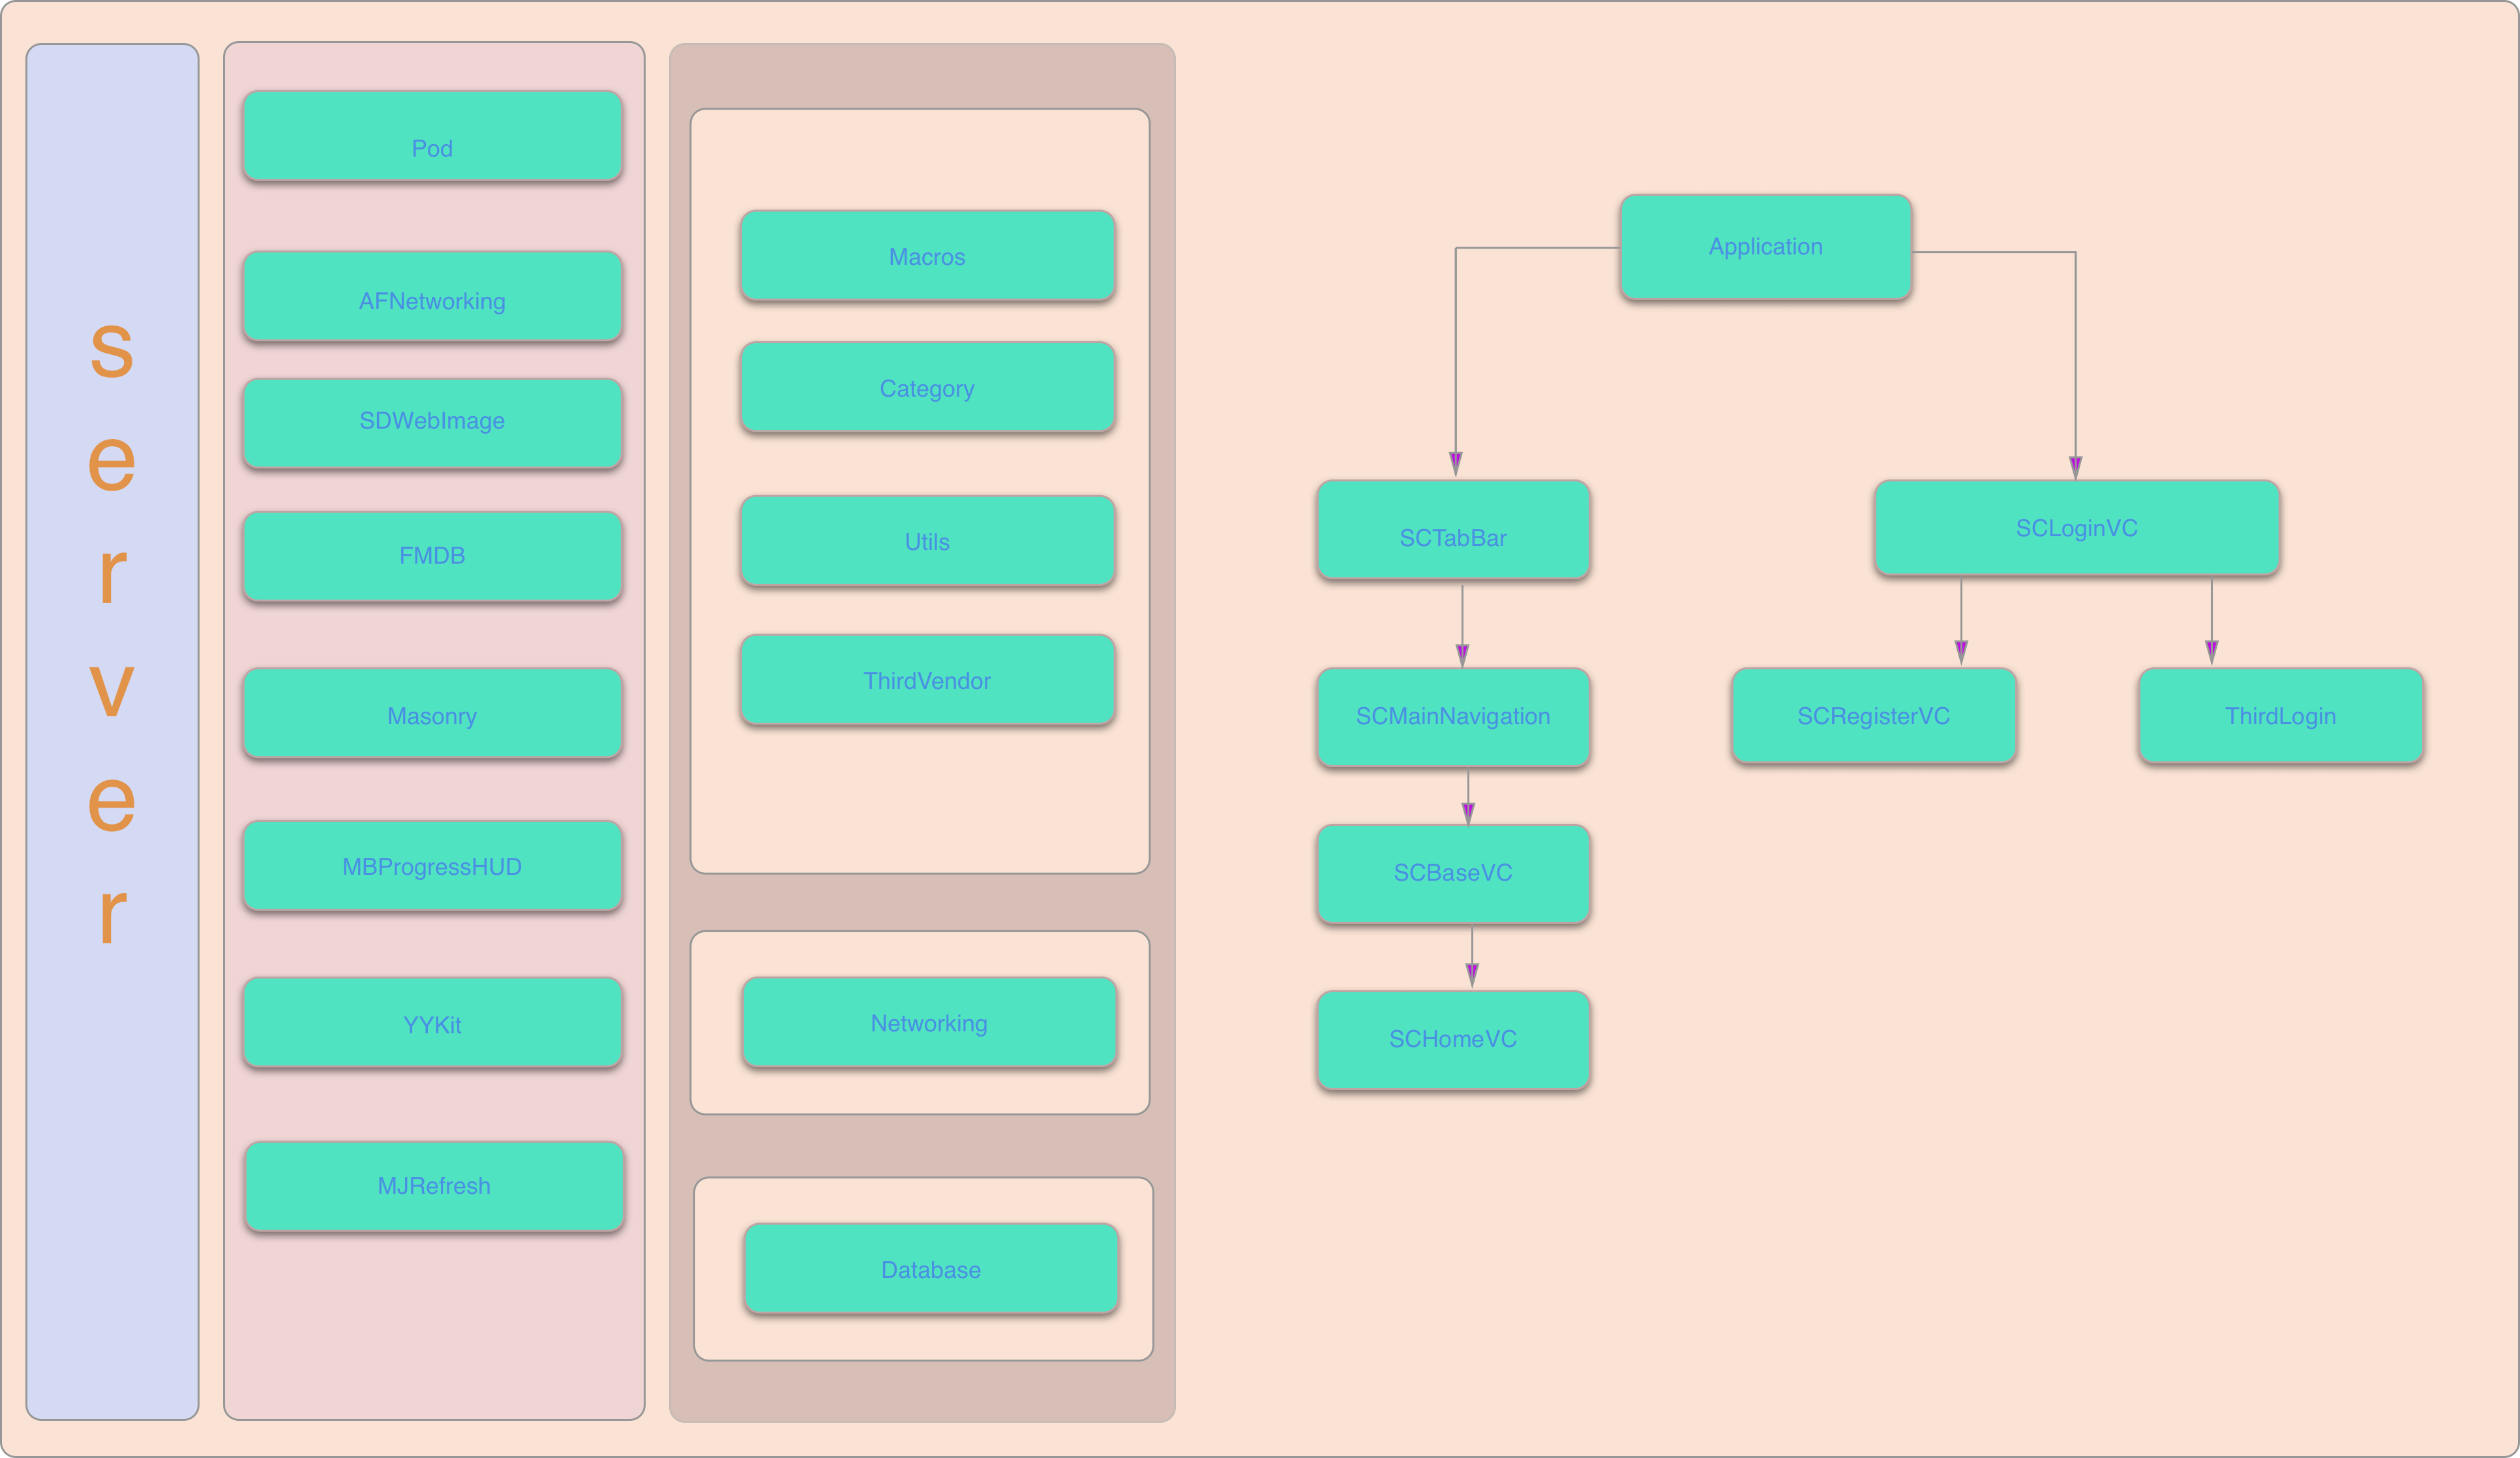 s
e
r
v
e
r
Pod
AFNetworking
SDWebImage
FMDB
Masonry
MBProgressHUD
YYKit
MJRefresh
Macros
Category
Utils
ThirdVendor
Networking
Database
Application
SCTabBar
SCLoginVC
SCMainNavigation
SCRegisterVC
ThirdLogin
SCBaseVC
SCHomeVC